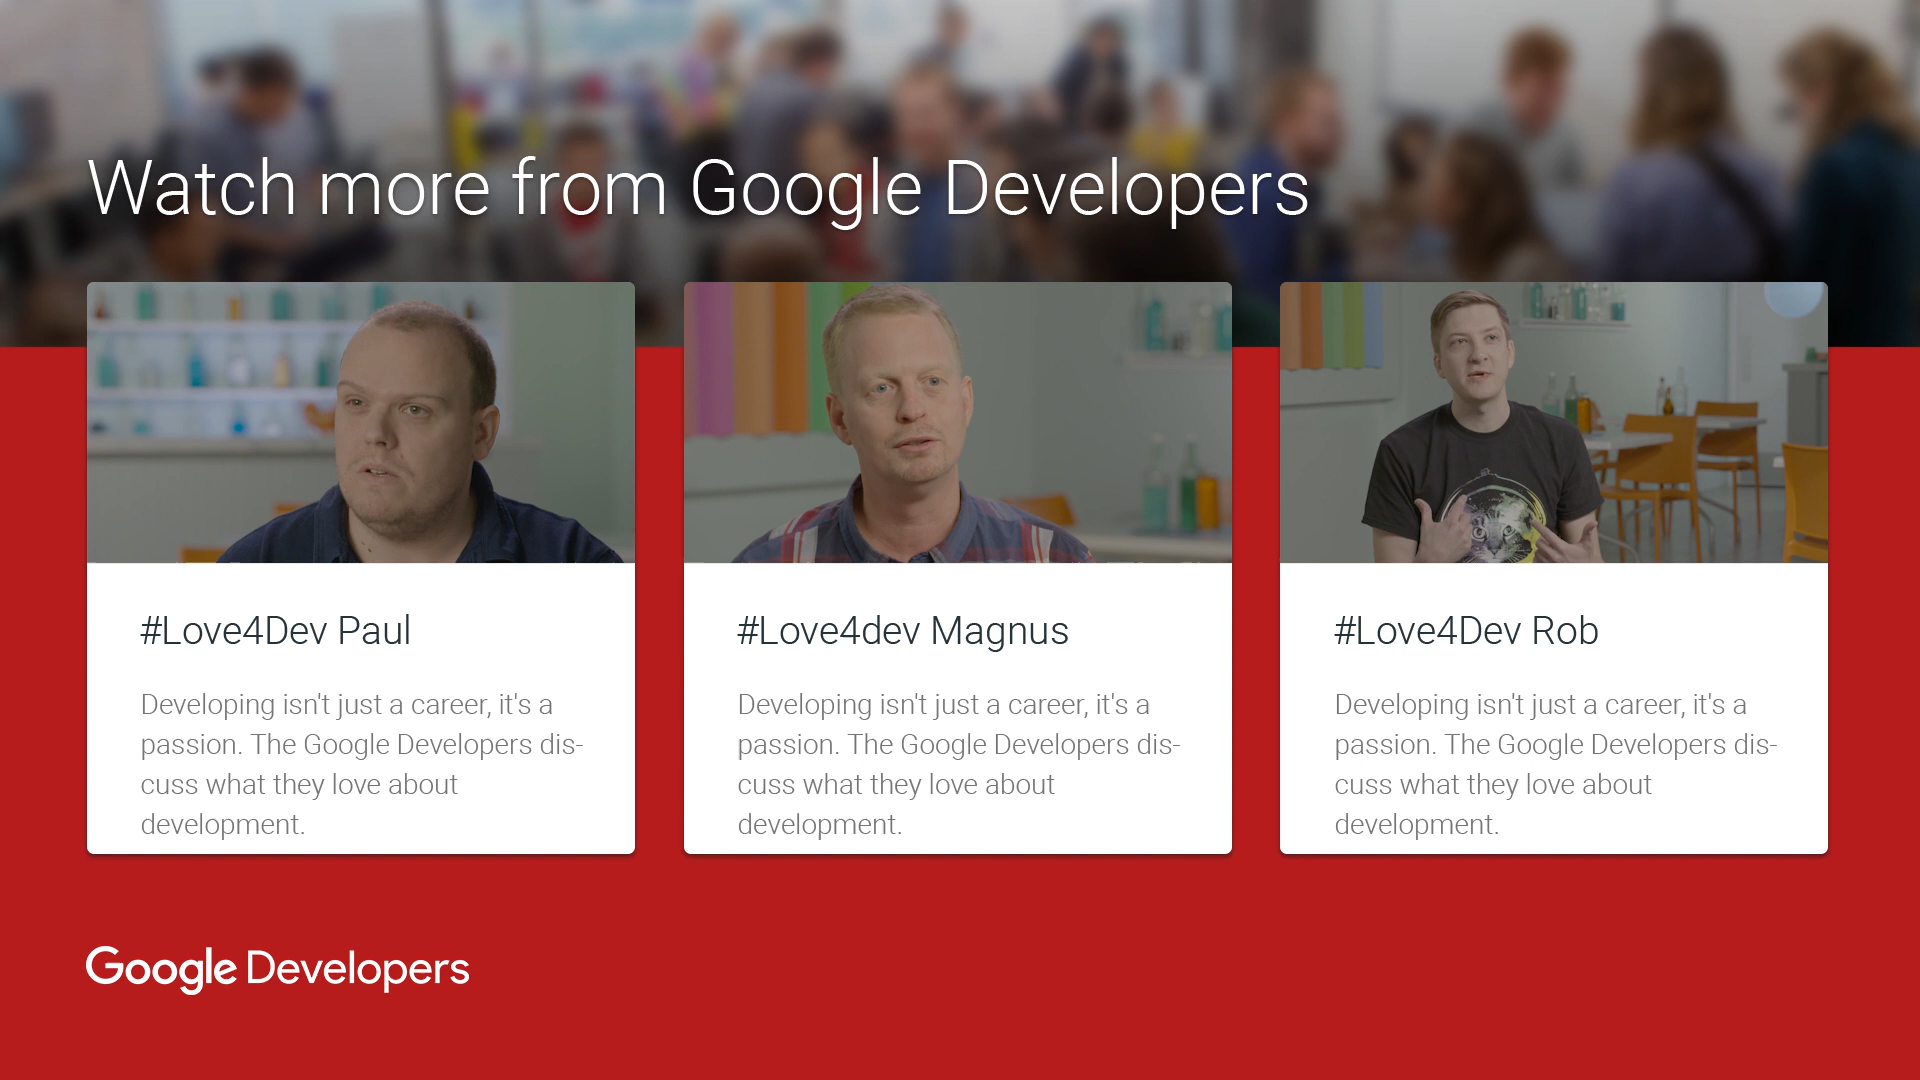 Watch more from Google Developers
#Love4Dev Paul
Developing isn't just a career, it's a
passion. The Google Developers dis-
cuss what they love about
development.
#Love4dev Magnus
Developing isn't just a career, it's a
passion. The Google Developers dis-
cuss what they love about
development.
#Love4Dev Rob
Developing isn't just a career, it's a
passion. The Google Developers dis-
cuss what they love about
development.
Google Developers